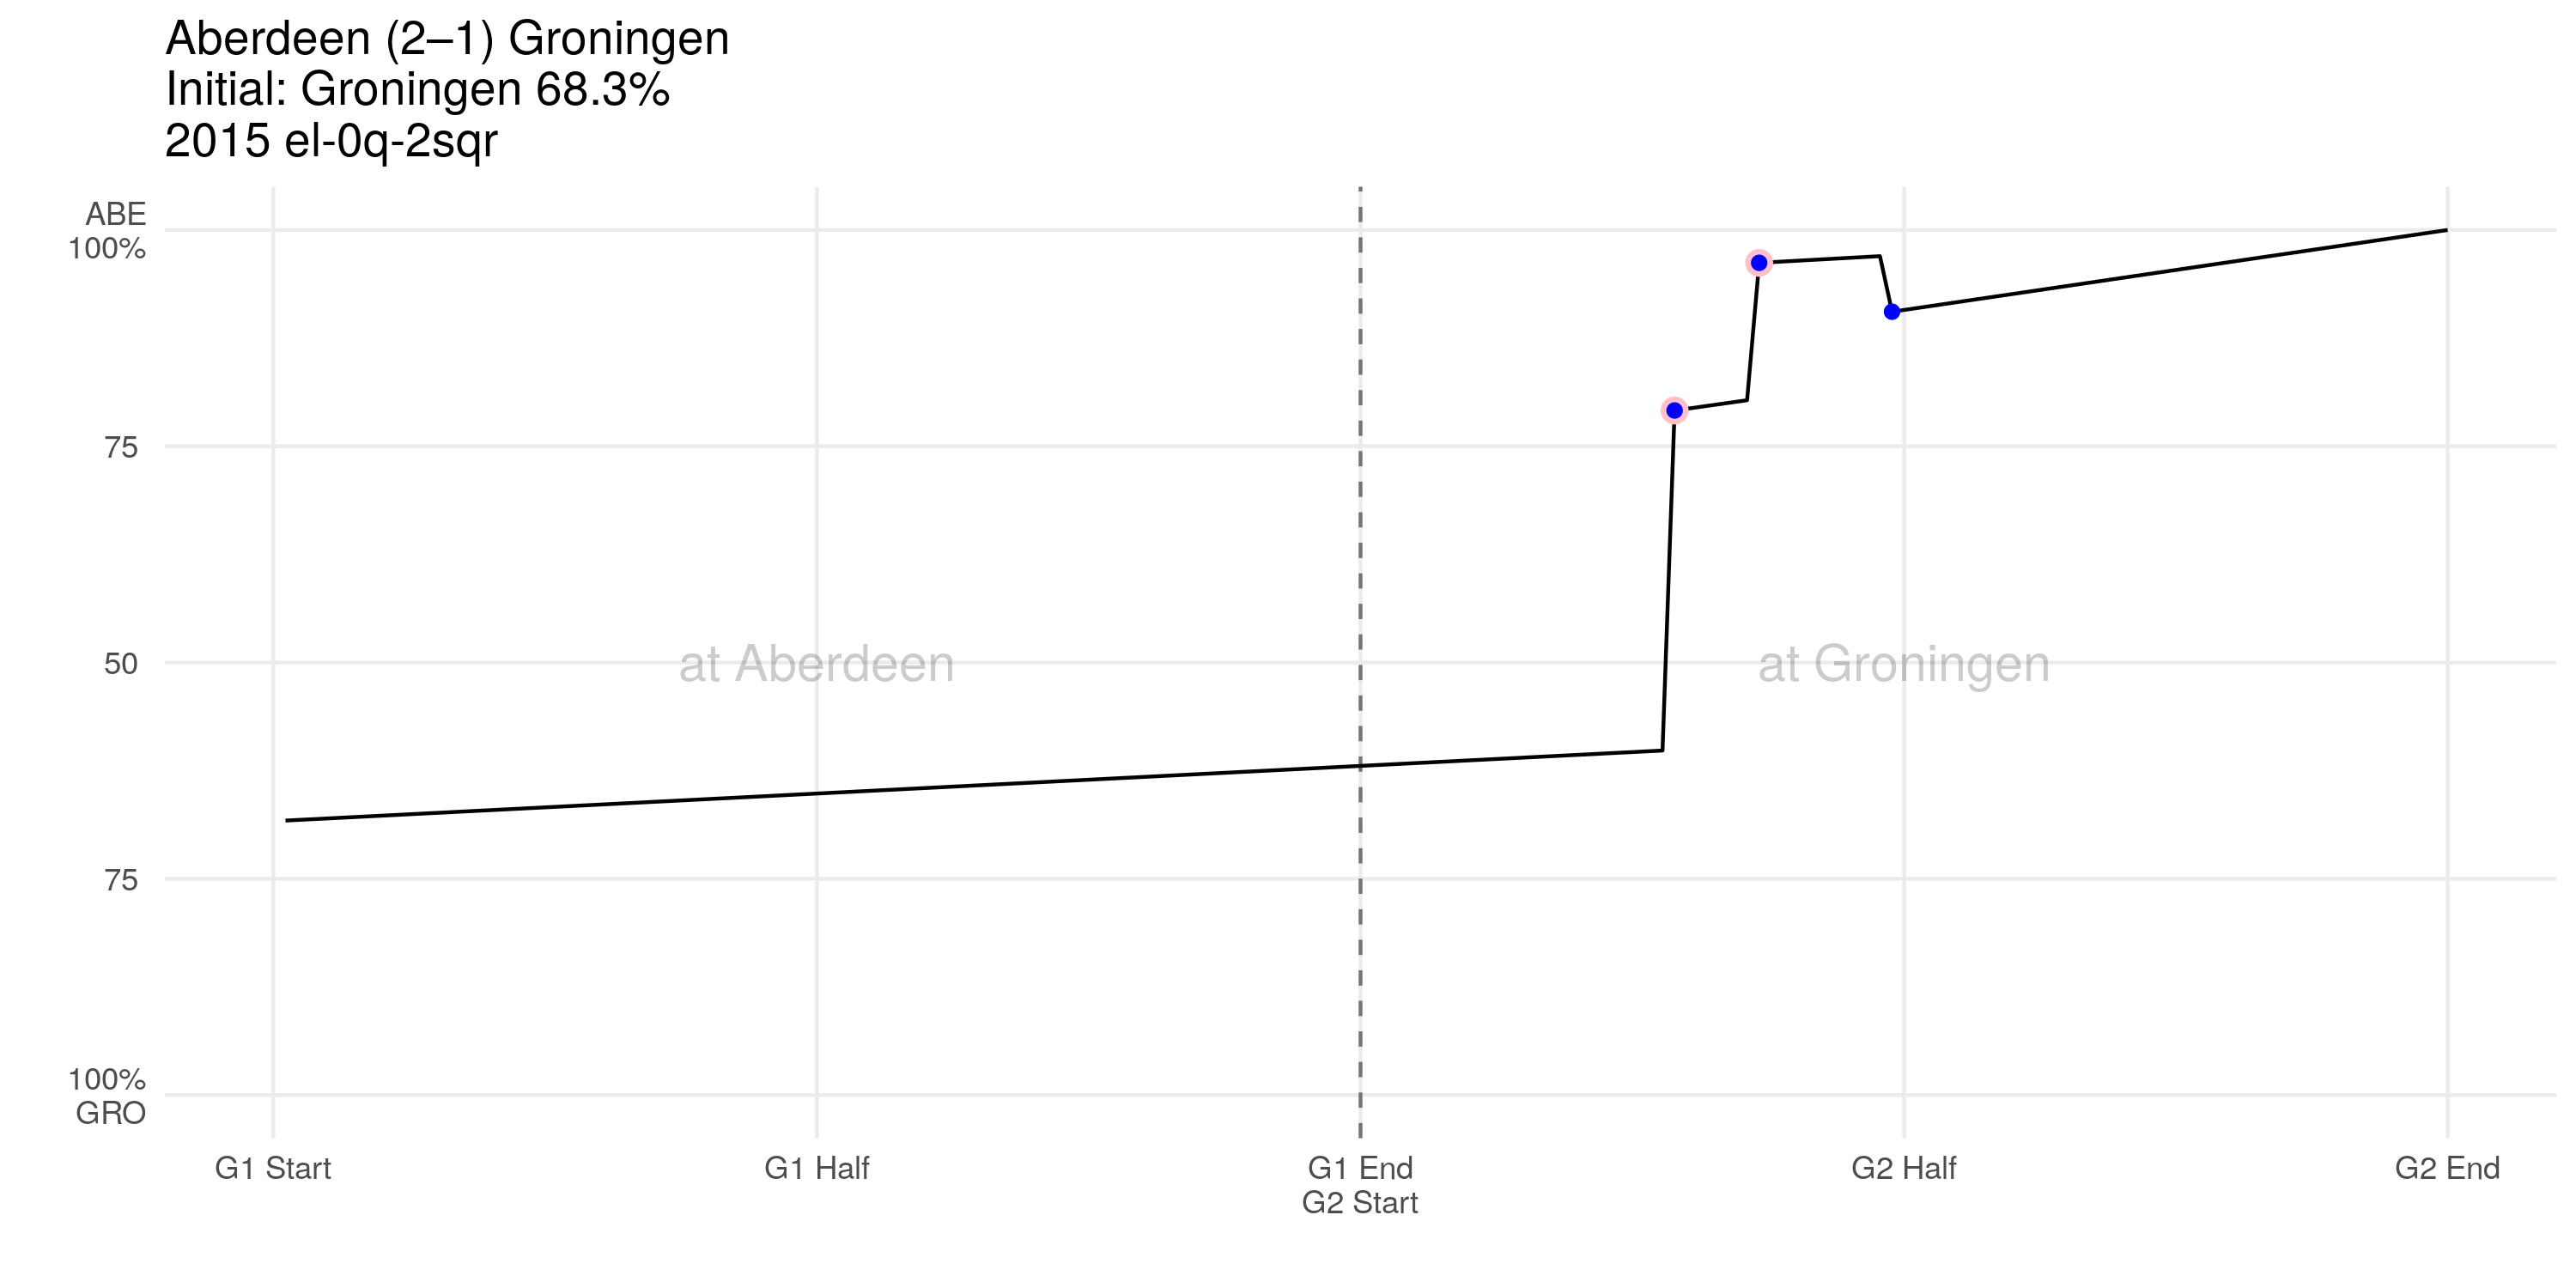 Aberdeen (2–1) Groningen
Initial: Groningen 68.3%
2015 el-0q-2sqr
ABE
100%
75
50
75
100%
GRO
at Aberdeen
at Groningen
G1 Start
G1 Half
G1 End
G2 Start
G2 Half
G2 End